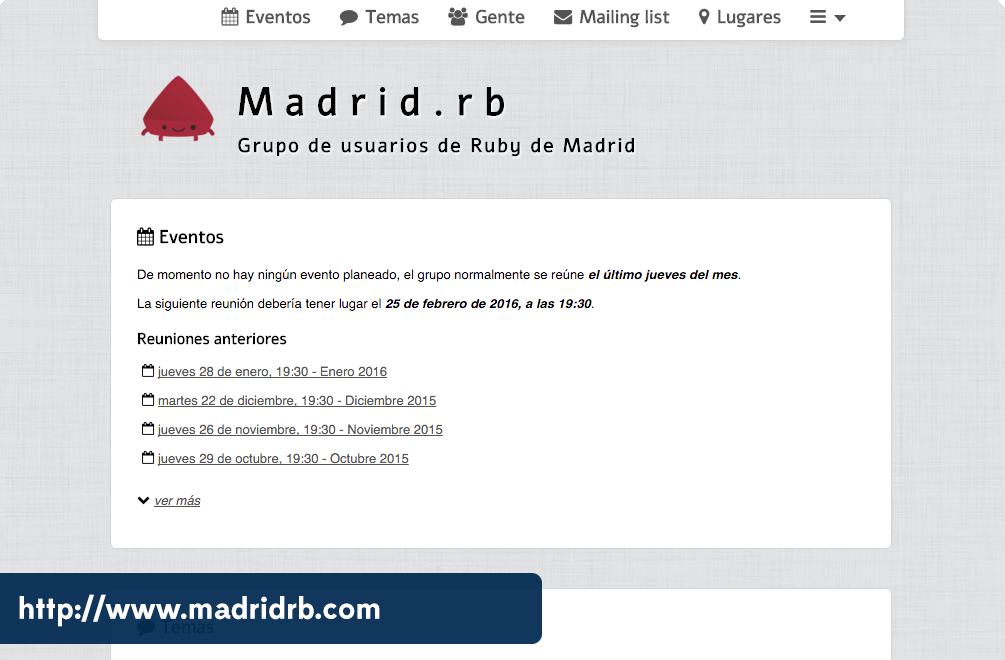 Eventos Temas Gente Mailing list Lugares
Madrid.rb
Grupo de usuarios de Ruby de Madrid
Eventos
De momento no hay ningún evento planeado, el grupo normalmente se reúne el último jueves del mes.
La siguiente reunión debería tener lugar el 25 de febrero de 2016, a las 19:30.
Reuniones anteriores
jueves 28 de enero, 19:30 - Enero 2016
martes 22 de diciembre, 19:30 - Diciembre 2015
jueves 26 de noviembre, 19:30 - Noviembre 2015
jueves 29 de octubre, 19:30 - Octubre 2015
ver más
http://www.madridrb.com
Temas